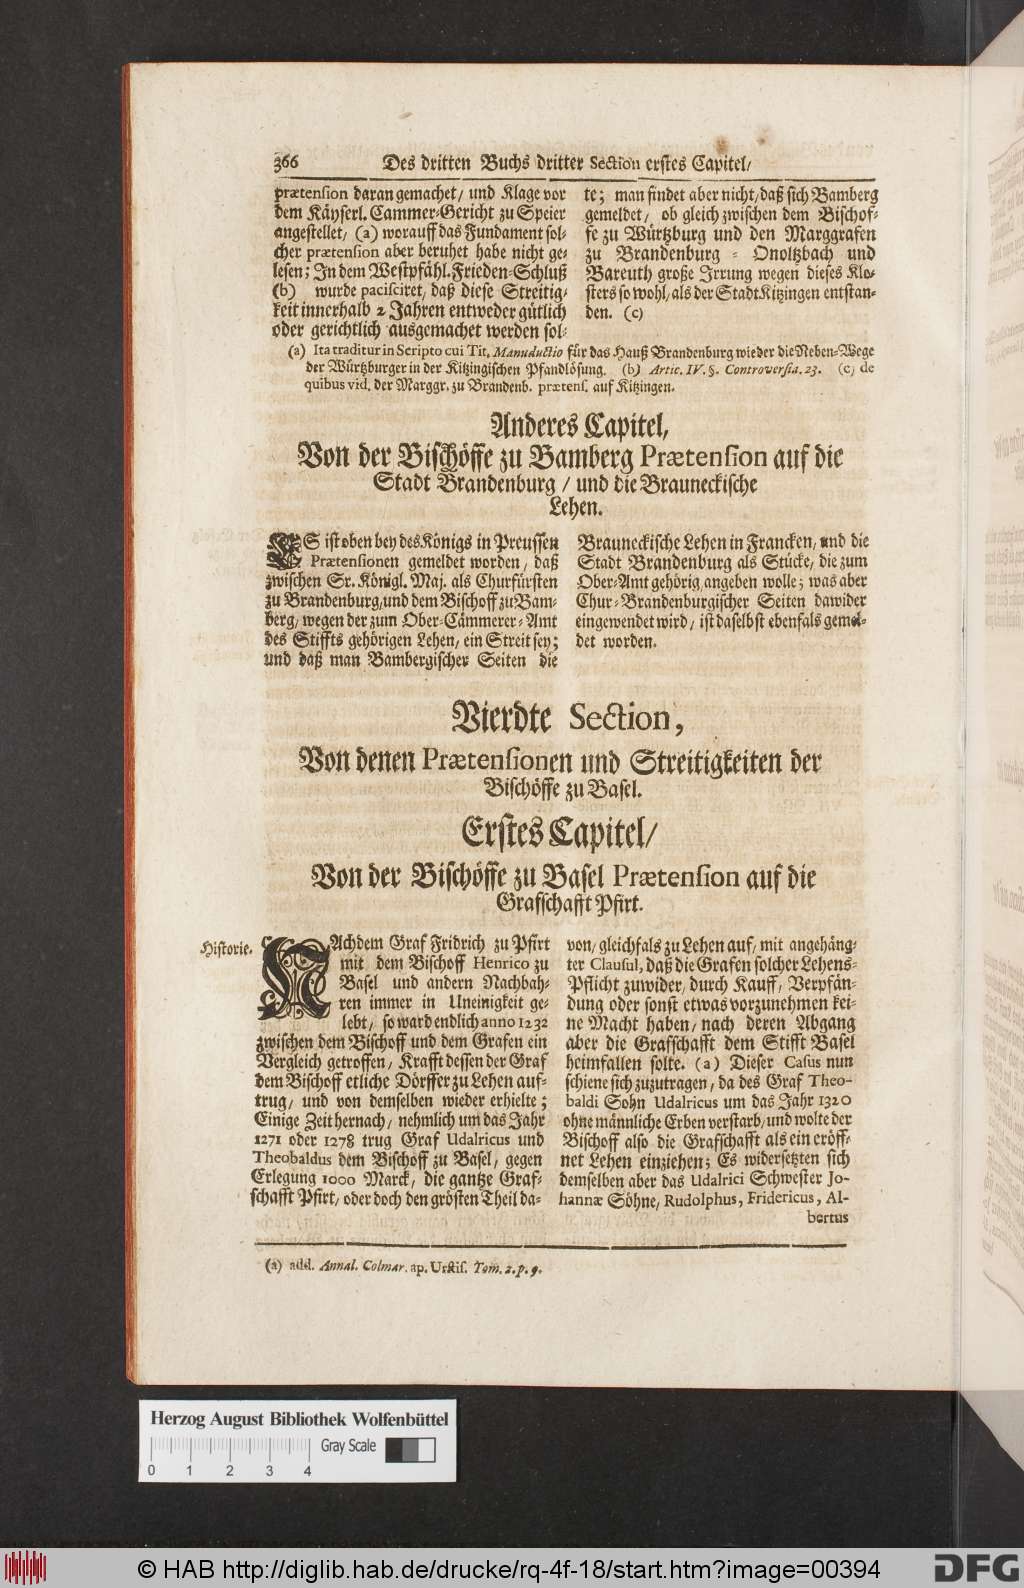 366 Des dritten Buchs dritter Section erstes Capitel/
prætension daran gemachet/ und Klage vor
dem Käyserl. Cammer-Gericht zu Speier
angestellet/ (a) worauff das Fundament sol-
cher prætension aber beruhet habe nicht ge-
lesen; In dem Westpfähl. Frieden-Schluß
(b) wurde pacisciret, daß diese Streitig-
keit innerhalb 2 Jahren entweder gütlich
oder gerichtlich ausgemachet werden sol-
te; man findet aber nicht/ daß sich Bamberg
gemeldet/ ob gleich zwischen dem Bischof-
fe zu Würtzburg und den Marggrafen
zu Brandenburg - Onoltzbach und
Bareuth große Irrung wegen dieses Klo-
sters so wohl/ als der Stadt Kitzingen entstan-
den. (c)
(a) Ita traditur in Scripto cui Tit. Manuductio für das Hauß Brandenburg wieder die Neben-Wege
der Würtzburger in der Kitzingischen Pfandlösung. (b) Artic. IV. §. Controversia. 23. (c) de
quibus vid. der Marggr. zu Brandenb. prætens. auf Kitzingen.
Anderes Capitel,
Von der Bischöffe zu Bamberg Prætension auf die
Stadt Brandenburg / und die Brauneckische
Lehen.
ES ist oben bey des Königs in Preussen
Prætensionen gemeldet worden/ daß
zwischen Sr. Königl. Maj. als Churfürsten
zu Brandenburg/ und dem Bischoff zu Bam-
berg/ wegen der zum Ober-Cämmerer-Amt
des Stiffts gehörigen Lehen/ ein Streit sey;
und daß man Bambergischer Seiten die
Brauneckische Lehen in Francken/ und die
Stadt Brandenburg als Stücke/ die zum
Ober-Amt gehörig angeben wolle; was aber
Chur-Brandenburgischer Seiten dawider
eingewendet wird/ ist daselbst ebenfals gemel-
det worden.
Vierdte Section,
Von denen Prætensionen und Streitigkeiten der
Bischöffe zu Basel.
Erstes Capitel/
Von der Bischöffe zu Basel Prætension auf die
Grafschafft Pfirt.
Historie.
NAchdem Graf Fridrich zu Pfirt
mit dem Bischoff Henrico zu
Basel und andern Nachbah-
ren immer in Uneinigkeit ge-
lebt/ so ward endlich anno 1232
zwischen dem Bischoff und dem Grafen ein
Vergleich getroffen/ Krafft dessen der Graf
dem Bischoff etliche Dörffer zu Lehen auf-
trug/ und von demselben wieder erhielte;
Einige Zeit hernach/ nehmlich um das Jahr
1271 oder 1278 trug Graf Udalricus und
Theobaldus dem Bischoff zu Basel/ gegen
Erlegung 1000 Marck/ die gantze Graf-
schafft Pfirt/ oder doch den grösten Theil da-
von/ gleichfals zu Lehen auf/ mit angehäng-
ter Clausul, daß die Grafen solcher Lehens-
Pflicht zuwider/ durch Kauff/ Verpfän-
dung oder sonst etwas vorzunehmen kei-
ne Macht haben/ nach deren Abgang
aber die Grafschafft dem Stifft Basel
heimfallen solte. (a) Dieser Casus nun
schiene sich zuzutragen/ da des Graf Theo-
baldi Sohn Udalricus um das Jahr 1320
ohne männliche Erben verstarb/ und wolte der
Bischoff also die Grafschafft als ein eröff-
net Lehen einziehen; Es widersetzten sich
demselben aber das Udalrici Schwester Jo-
hannæ Söhne, Rudolphus, Fridericus, Al-
bertus
(a) add. Annal. Colmar. ap. Urstis. Tom. 2. p. 9.
Herzog August Bibliothek Wolfenbüttel
Gray Scale
0 1 2 3 4
© HAB http://diglib.hab.de/drucke/rq-4f-18/start.htm?image=00394
DFG